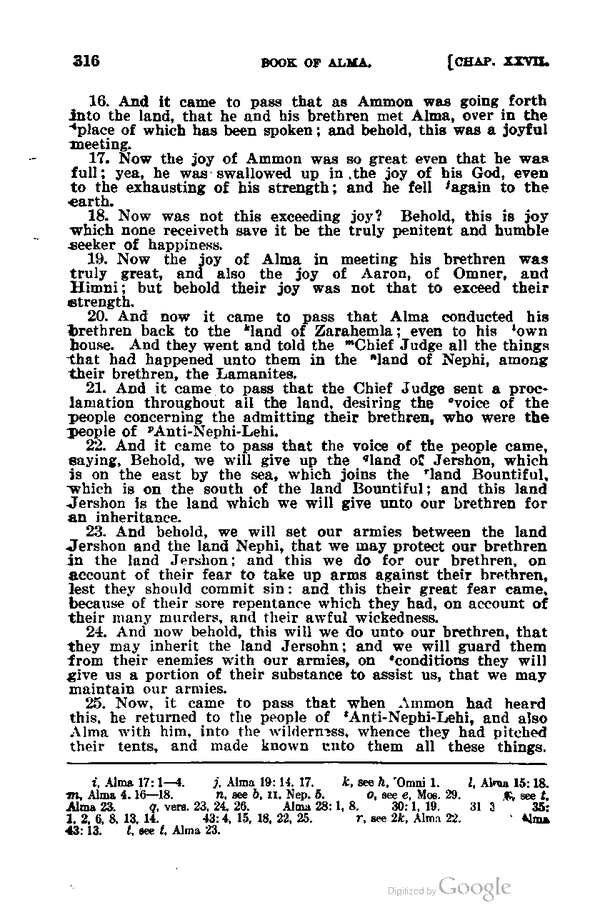 316 BOOK OF ALMA. [CHAP. XXVII.
16. And it came to pass that as Ammon was going forth
into the land, that he and his brethren met Alma, over in the
ⁱplace of which has been spoken; and behold, this was a joyful
meeting.
17. Now the joy of Ammon was so great even that he was
full; yea, he was swallowed up in the joy of his God, even
to the exhausting of his strength; and he fell ʲagain to the
earth.
18. Now was not this exceeding joy? Behold, this is joy
which none receiveth save it be the truly penitent and humble
seeker of happiness.
19. Now the joy of Alma in meeting his brethren was
truly great, and also the joy of Aaron, of Omner, and
Himni; but behold their joy was not that to exceed their
strength.
20. And now it came to pass that Alma conducted his
brethren back to the ᵏland of Zarahemla; even to his ˡown
house. And they went and told the ᵐChief Judge all the things
that had happened unto them in the ⁿland of Nephi, among
their brethren, the Lamanites.
21. And it came to pass that the Chief Judge sent a proc-
lamation throughout all the land, desiring the ᵒvoice of the
people concerning the admitting their brethren, who were the
people of ᵖAnti-Nephi-Lehi.
22. And it came to pass that the voice of the people came,
saying, Behold, we will give up the ᑫland of Jershon, which
is on the east by the sea, which joins the ʳland Bountiful,
which is on the south of the land Bountiful; and this land
Jershon is the land which we will give unto our brethren for
an inheritance.
23. And behold, we will set our armies between the land
Jershon and the land Nephi, that we may protect our brethren
in the land Jershon; and this we do for our brethren, on
account of their fear to take up arms against their brethren,
lest they should commit sin: and this their great fear came,
because of their sore repentance which they had, on account of
their many murders, and their awful wickedness.
24. And now behold, this will we do unto our brethren, that
they may inherit the land Jersohn; and we will guard them
from their enemies with our armies, on ˢconditions they will
give us a portion of their substance to assist us, that we may
maintain our armies.
25. Now, it came to pass that when Ammon had heard
this, he returned to the people of ᵗAnti-Nephi-Lehi, and also
Alma with him, into the wilderness, whence they had pitched
their tents, and made known unto them all these things.
i, Alma 17: 1—4. j, Alma 19: 14, 17. k, see h, Omni 1. l, Alma 15: 18.
m, Alma 4. 16—18. n, see b, II. Nep. 5. o, see e, Mos. 29. see t,
Alma 23. q, vers. 23, 24, 26. Alma 28: 1, 8. 30: 1, 19. 31 3 35:
1, 2, 6, 8, 13, 14. 43: 4, 15, 18, 22, 25. r, see 2k, Alma 22. Alma
43: 13. t, see t, Alma 23.
Digitized by Google